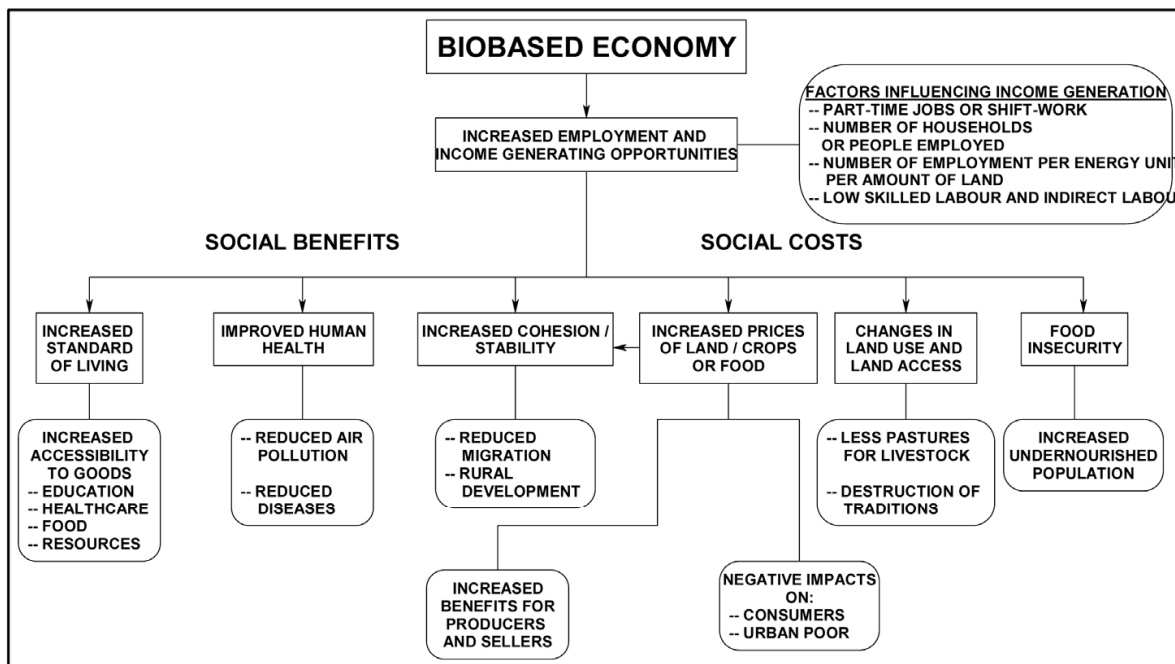 BIOBASED ECONOMY
FACTORS INFLUENCING INCOME GENERATION
-- PART-TIME JOBS OR SHIFT-WORK
-- NUMBER OF HOUSEHOLDS
OR PEOPLE EMPLOYED
-- NUMBER OF EMPLOYMENT PER ENERGY UNIT
PER AMOUNT OF LAND
-- LOW SKILLED LABOUR AND INDIRECT LABOU
INCREASED EMPLOYMENT AND
INCOME GENERATING OPPORTUNITIES
SOCIAL BENEFITS
SOCIAL COSTS
INCREASED
STANDARD
OF LIVING
IMPROVED HUMAN
HEALTH
INCREASED COHESION /
STABILITY
INCREASED PRICES
OF LAND / CROPS
OR FOOD
CHANGES IN
LAND USE AND
LAND ACCESS
FOOD
INSECURITY
INCREASED
ACCESSIBILITY
TO GOODS
-- EDUCATION
-- HEALTHCARE
-- FOOD
-- RESOURCES
-- REDUCED AIR
POLLUTION
-- REDUCED
DISEASES
-- REDUCED
MIGRATION
-- RURAL
DEVELOPMENT
-- LESS PASTURES
FOR LIVESTOCK
-- DESTRUCTION OF
TRADITIONS
INCREASED
UNDERNOURISHED
POPULATION
INCREASED
BENEFITS FOR
PRODUCERS
AND SELLERS
NEGATIVE IMPACTS
ON:
-- CONSUMERS
-- URBAN POOR